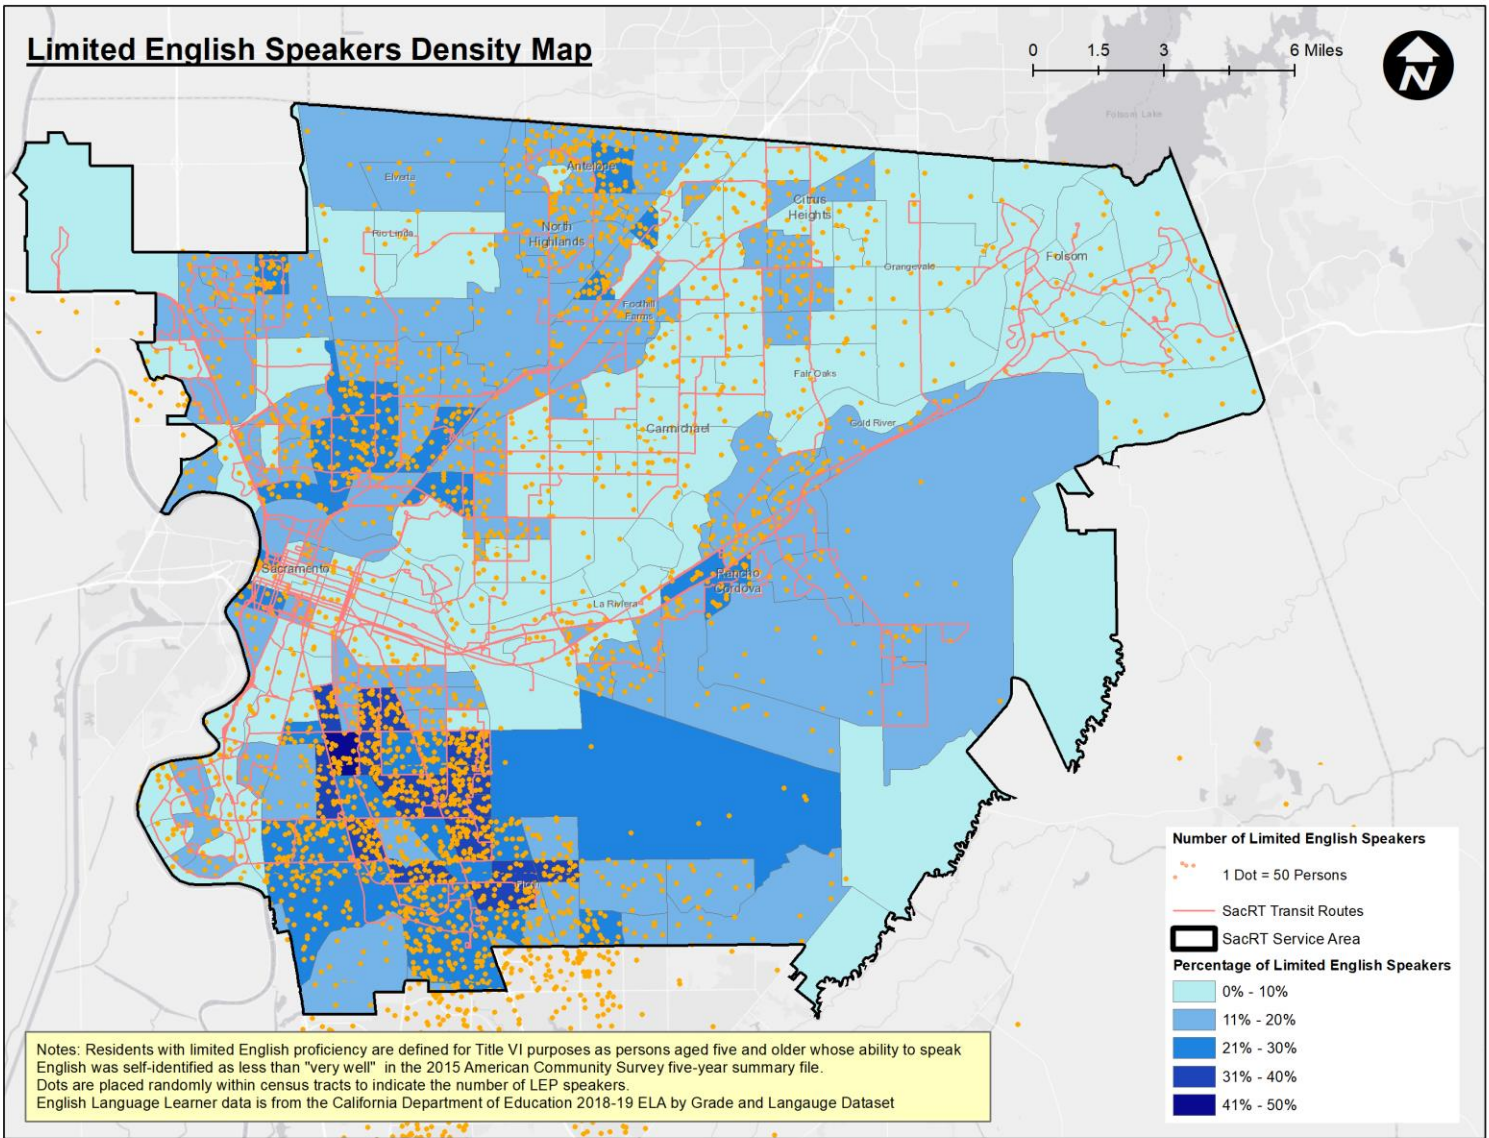 Limited English Speakers Density Map
0 1.5 3 6 Miles
N
Folsom Lake
Antelope
Elverta
Citrus
Heights
North
Highlands
Rio Linda
Folsom
Orangevale
Foothill
Farms
Fair Oaks
Gold River
Carmichael
Sacramento
Rancho
Cordova
La Riviera
Number of Limited English Speakers
1 Dot = 50 Persons
SacRT Transit Routes
SacRT Service Area
Percentage of Limited English Speakers
0% - 10%
11% - 20%
21% - 30%
31% - 40%
41% - 50%
Notes: Residents with limited English proficiency are defined for Title VI purposes as persons aged five and older whose ability to speak
English was self-identified as less than "very well" in the 2015 American Community Survey five-year summary file.
Dots are placed randomly within census tracts to indicate the number of LEP speakers.
English Language Learner data is from the California Department of Education 2018-19 ELA by Grade and Langauge Dataset